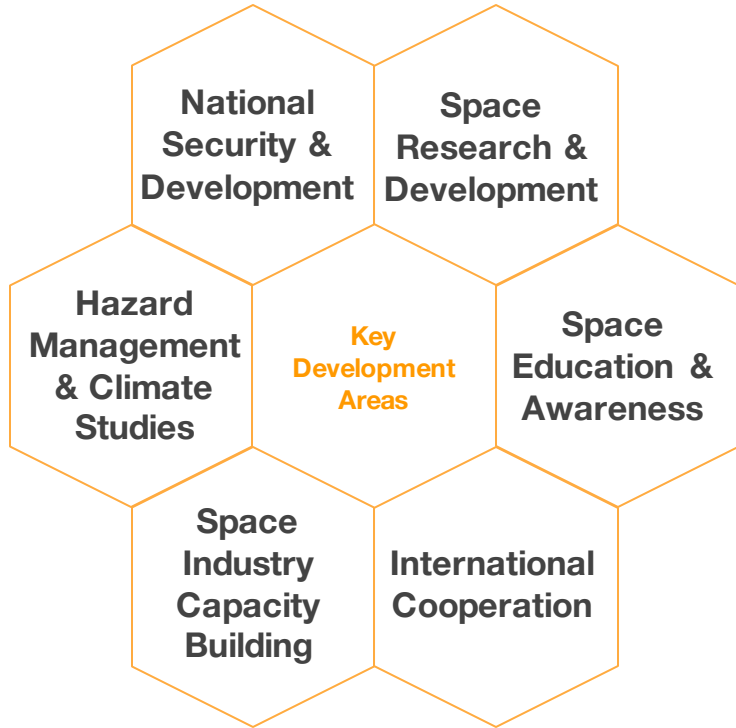 National
Security &
Development
Space
Research &
Development
Hazard
Management
& Climate
Studies
Key
Development
Areas
Space
Education &
Awareness
Space
Industry
Capacity
Building
International
Cooperation